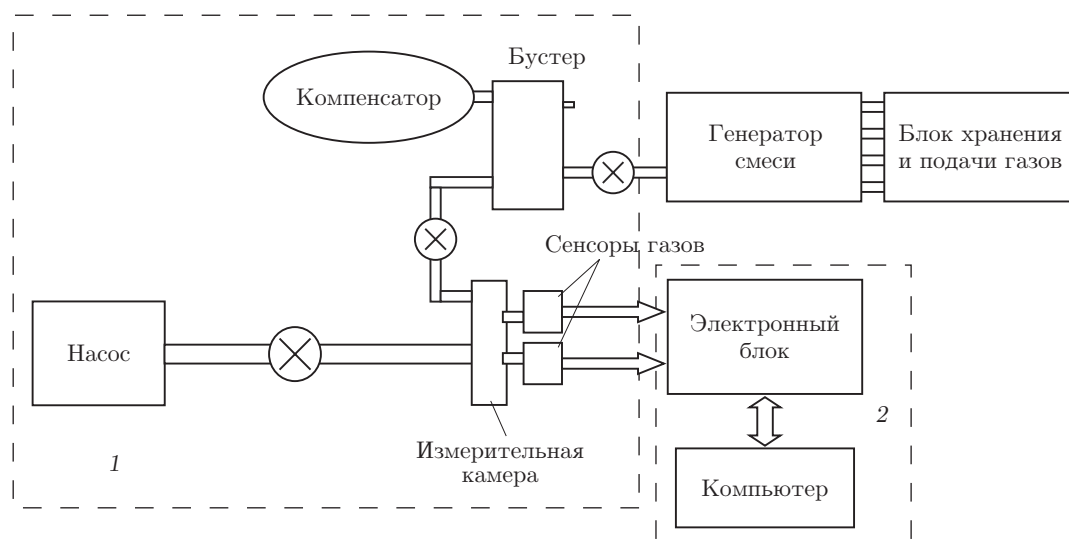 Бустер
Компенсатор
Генератор
смеси
Блок хранения
и подачи газов
Сенсоры газов
Насос
Электронный
блок
Измерительная
камера
1
2
Компьютер